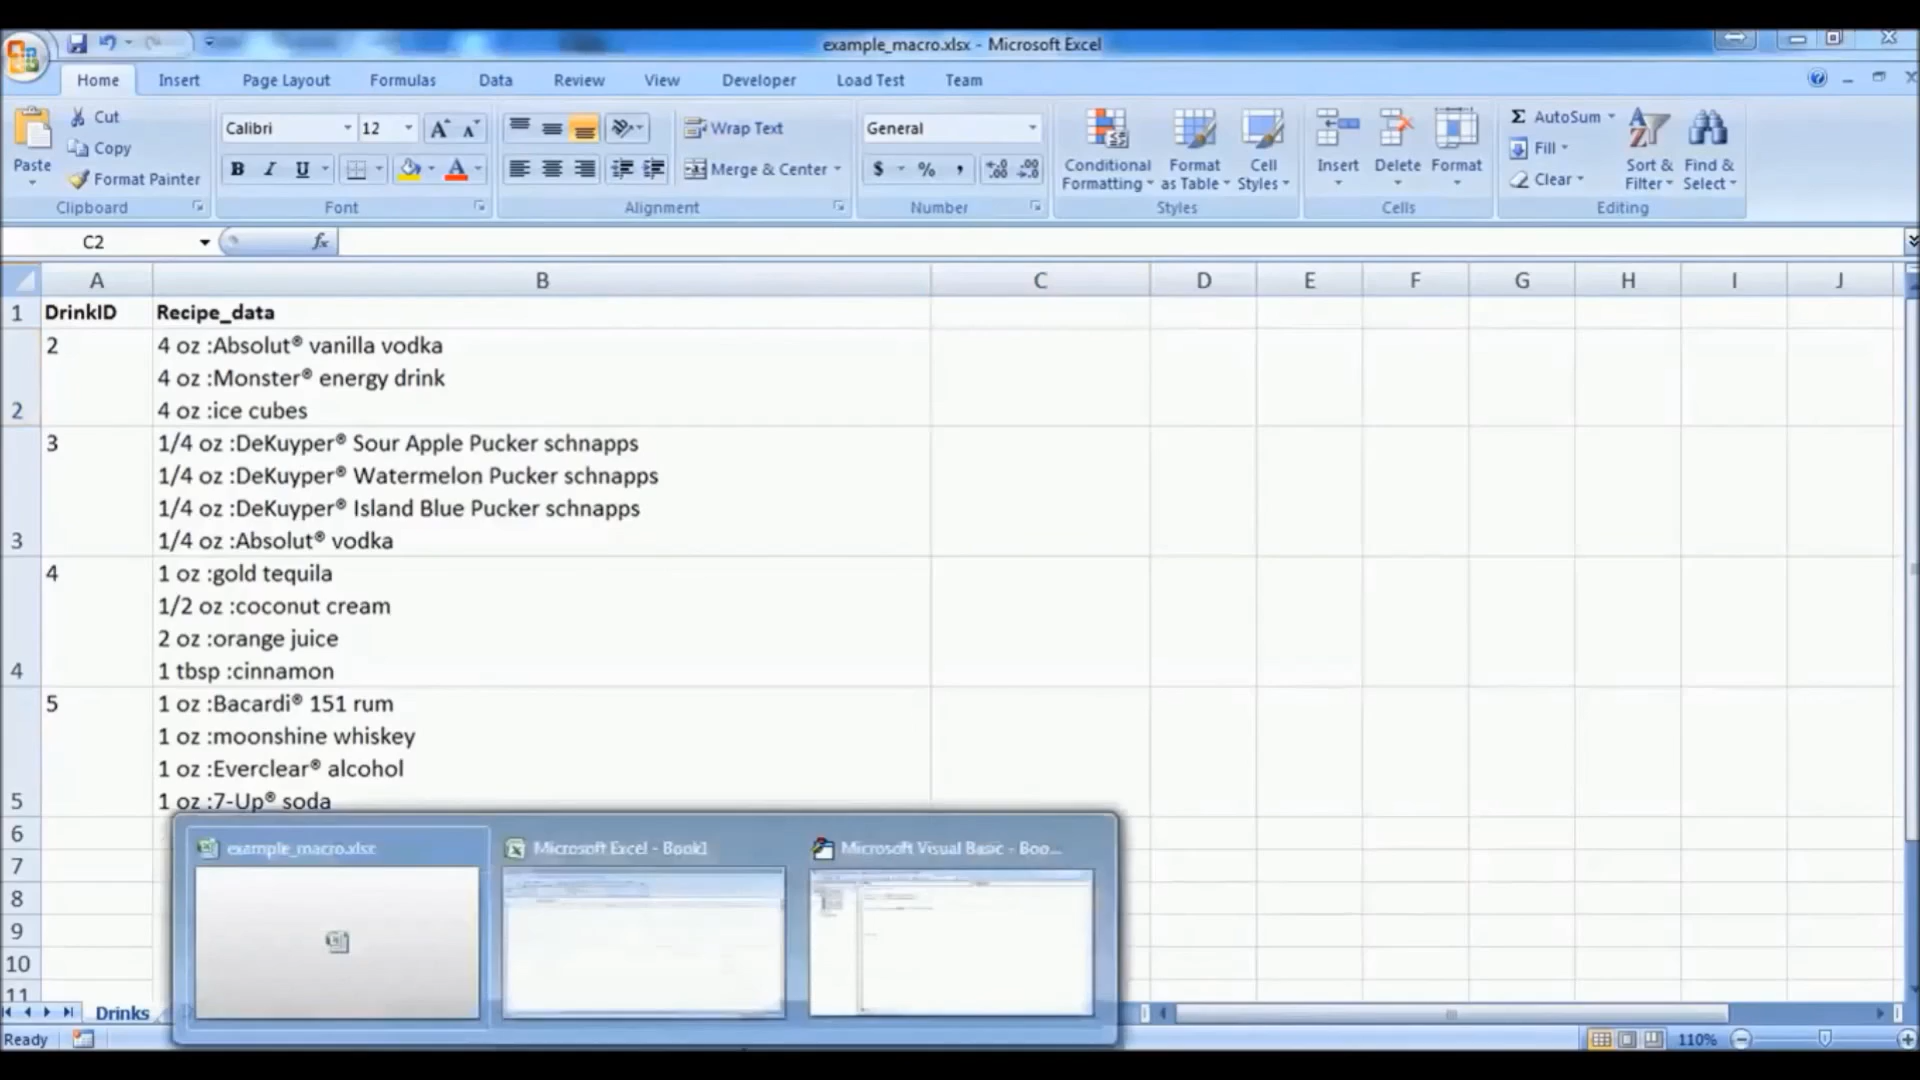 example_macro.xlsx - Microsoft Excel
Home Insert Page Layout Formulas Data Review View Developer Load Test Team
Paste
Cut
Copy
Format Painter
Clipboard
Calibri 12
B I U A
Font
Wrap Text
Merge & Center
Alignment
General
$ % ,
Number
Conditional Formatting
Format as Table
Cell Styles
Styles
Insert Delete Format
Cells
Σ AutoSum
Fill
Clear
Sort & Filter
Find & Select
Editing
C2 fx
A B C D E F G H I J
1 DrinkID Recipe_data
2 4 oz :Absolut® vanilla vodka
4 oz :Monster® energy drink
2 4 oz :ice cubes
3 1/4 oz :DeKuyper® Sour Apple Pucker schnapps
1/4 oz :DeKuyper® Watermelon Pucker schnapps
1/4 oz :DeKuyper® Island Blue Pucker schnapps
3 1/4 oz :Absolut® vodka
4 1 oz :gold tequila
1/2 oz :coconut cream
2 oz :orange juice
4 1 tbsp :cinnamon
5 1 oz :Bacardi® 151 rum
1 oz :moonshine whiskey
1 oz :Everclear® alcohol
5 1 oz :7-Up® soda
6
7
8
9
10
11
example_macro.xlsx
Microsoft Excel - Book1
Microsoft Visual Basic - Boo...
Drinks
Ready
110%